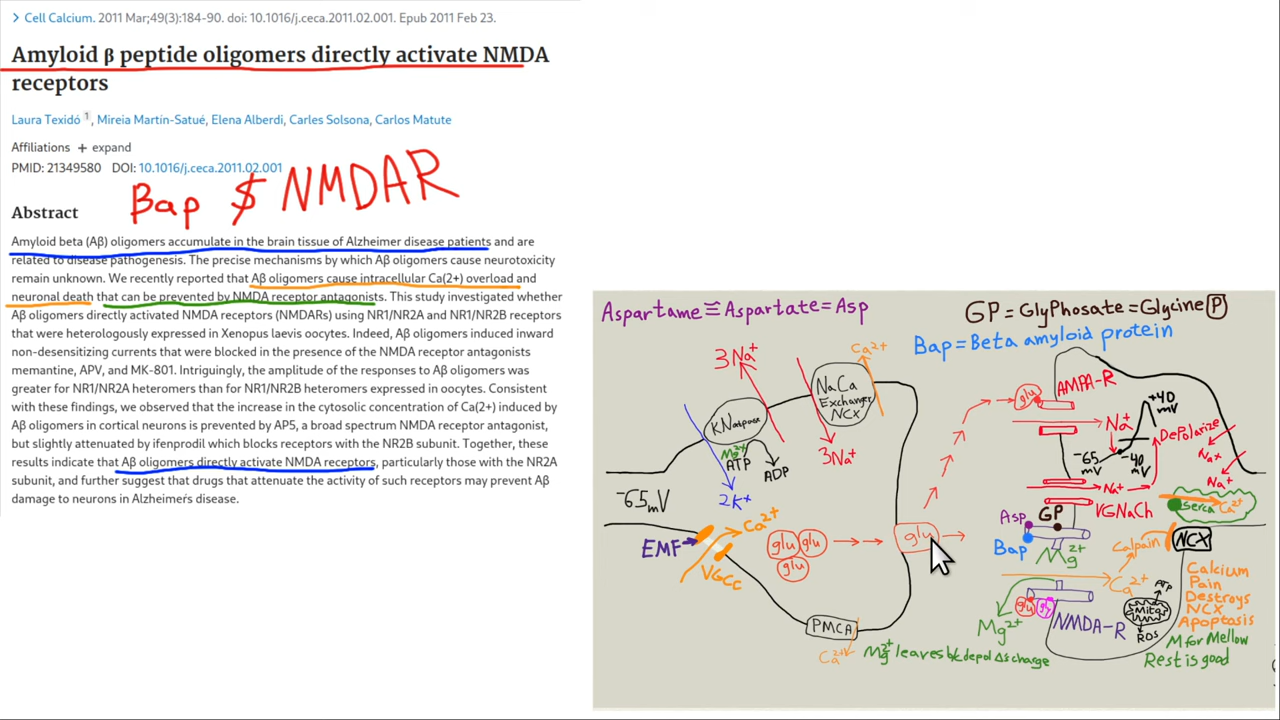 > Cell Calcium. 2011 Mar;49(3):184-90. doi: 10.1016/j.ceca.2011.02.001. Epub 2011 Feb 23.
Amyloid β peptide oligomers directly activate NMDA
receptors
Laura Texidó 1, Mireia Martín-Satué, Elena Alberdi, Carles Solsona, Carlos Matute
Affiliations + expand
PMID: 21349580 DOI: 10.1016/j.ceca.2011.02.001
Bap $ NMDAR
Abstract
Amyloid beta (Aβ) oligomers accumulate in the brain tissue of Alzheimer disease patients and are
related to disease pathogenesis. The precise mechanisms by which Aβ oligomers cause neurotoxicity
remain unknown. We recently reported that Aβ oligomers cause intracellular Ca(2+) overload and
neuronal death that can be prevented by NMDA receptor antagonists. This study investigated whether
Aβ oligomers directly activated NMDA receptors (NMDARs) using NR1/NR2A and NR1/NR2B receptors
that were heterologously expressed in Xenopus laevis oocytes. Indeed, Aβ oligomers induced inward
non-desensitizing currents that were blocked in the presence of the NMDA receptor antagonists
memantine, APV, and MK-801. Intriguingly, the amplitude of the responses to Aβ oligomers was
greater for NR1/NR2A heteromers than for NR1/NR2B heteromers expressed in oocytes. Consistent
with these findings, we observed that the increase in the cytosolic concentration of Ca(2+) induced by
Aβ oligomers in cortical neurons is prevented by AP5, a broad spectrum NMDA receptor antagonist,
but slightly attenuated by ifenprodil which blocks receptors with the NR2B subunit. Together, these
results indicate that Aβ oligomers directly activate NMDA receptors, particularly those with the NR2A
subunit, and further suggest that drugs that attenuate the activity of such receptors may prevent Aβ
damage to neurons in Alzheimeŕs disease.
Aspartame ≡ Aspartate = Asp
GP = GlyPhosate = Glycine P
Bap = Beta amyloid protein
3Na+
Ca2+
NaCa
Exchanger
NCX
KNatpase
Mg2+
ATP
ADP
3Na+
2K+
-65mV
EMF
Ca2+
VGCC
glu glu
glu
glu
PMCA
Ca2+
Mg2+ leaves b/c depol Δs charge
glu
AMPA-R
Na+
+40
mV
-65
mV
-40
mV
DePolarize
Na+
Na+
Na+
VGNaCh
serca
Ca2+
Asp
GP
Bap
Mg2+
Calpain
NCX
Ca2+
ATP
glu
gly
Mito
ROS
Mg2+
NMDA-R
Calcium
Pain
Destroys
NCX
Apoptosis
M for Mellow
Rest is good